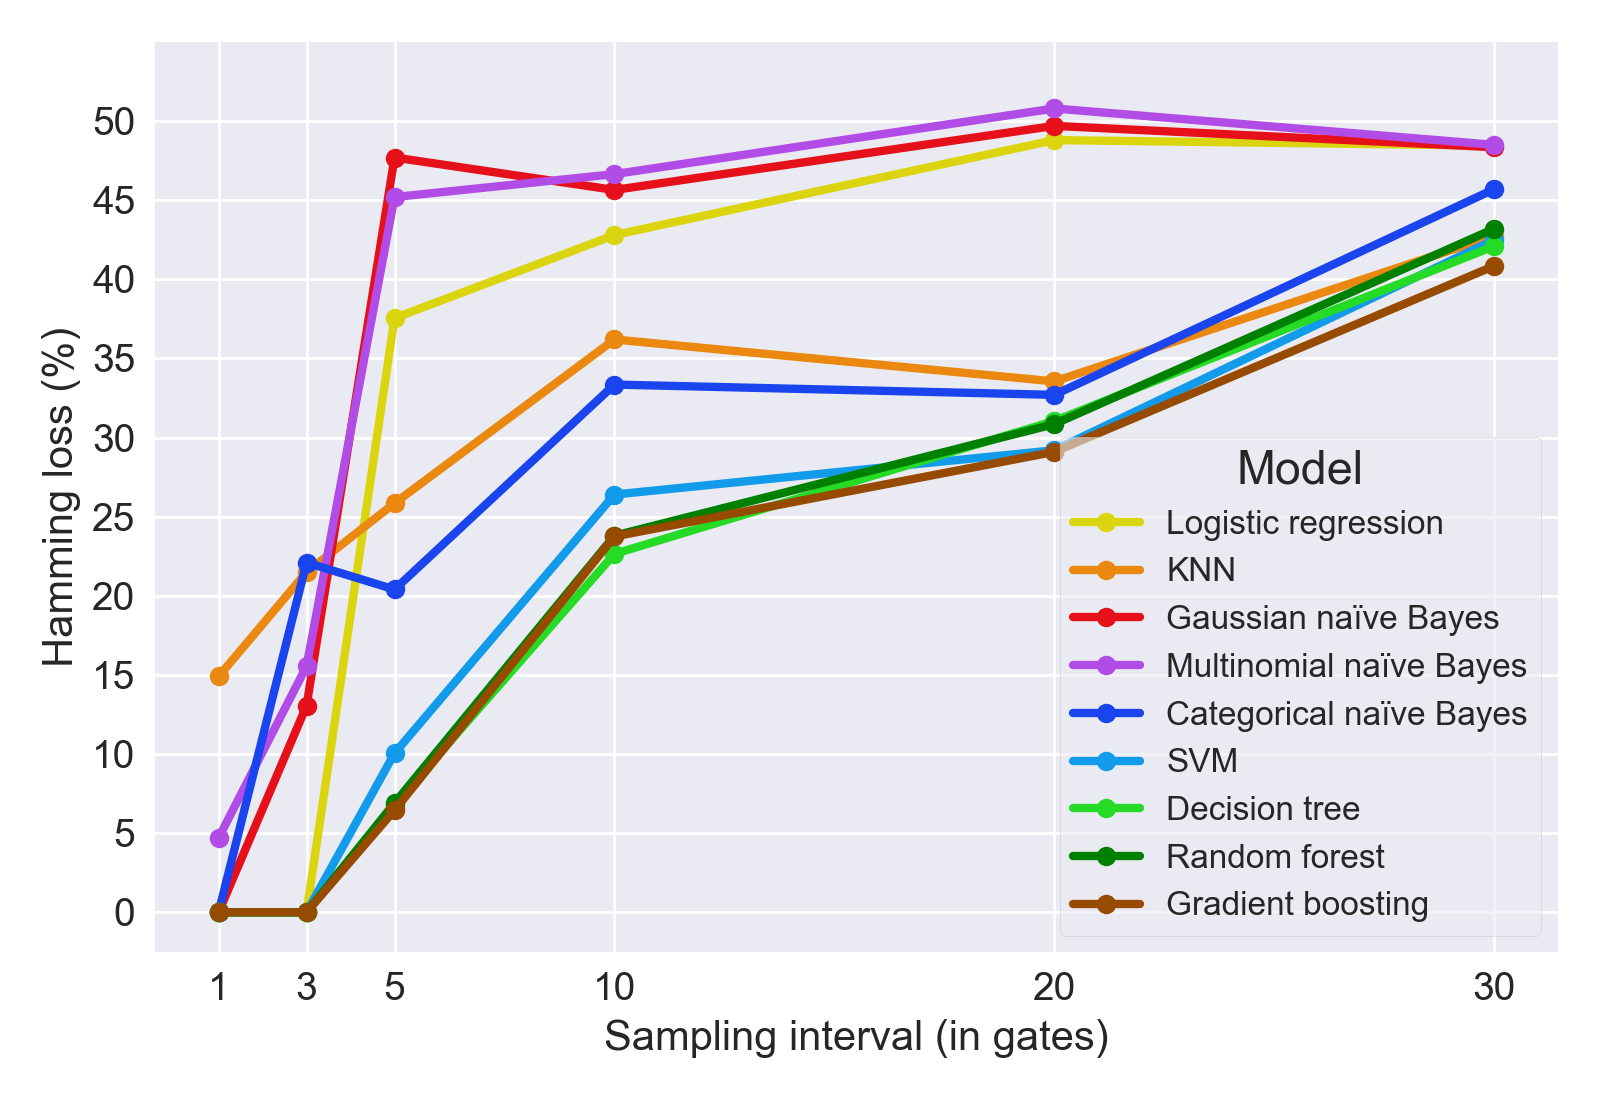 50
45
40
35
30
25
20
15
10
5
0
Hamming loss (%)
Model
Logistic regression
KNN
Gaussian naïve Bayes
Multinomial naïve Bayes
Categorical naïve Bayes
SVM
Decision tree
Random forest
Gradient boosting
1 3 5 10 20 30
Sampling interval (in gates)